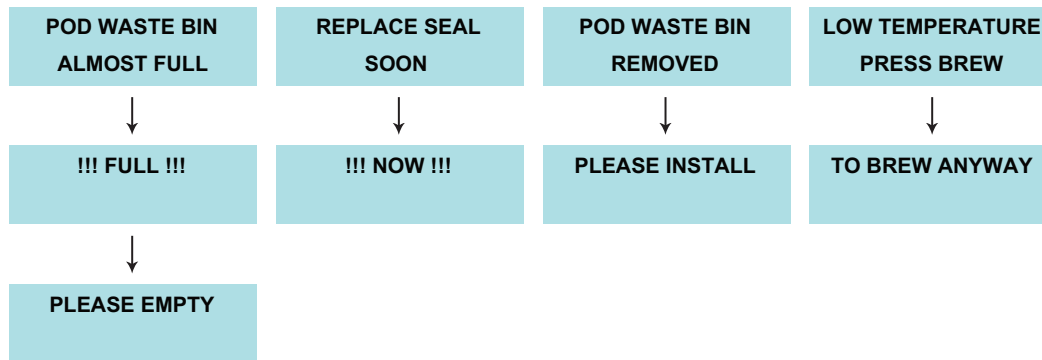 POD WASTE BIN
ALMOST FULL
!!! FULL !!!
PLEASE EMPTY
REPLACE SEAL
SOON
!!! NOW !!!
POD WASTE BIN
REMOVED
PLEASE INSTALL
LOW TEMPERATURE
PRESS BREW
TO BREW ANYWAY